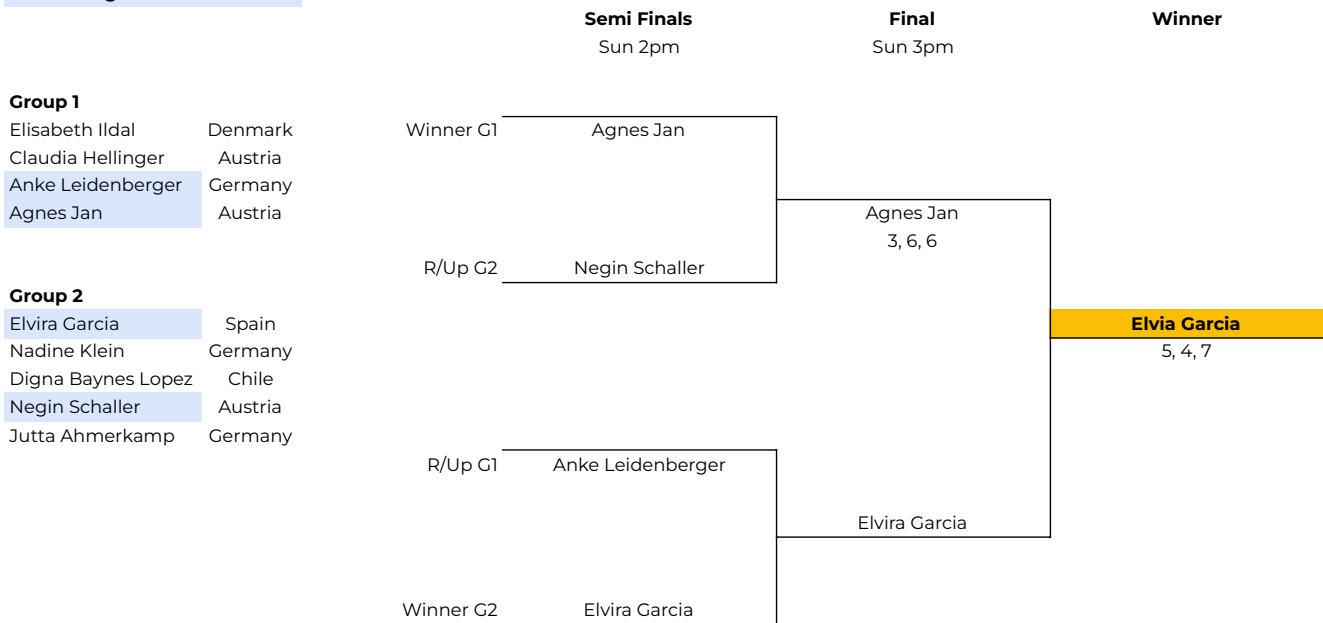 Semi Finals Final Winner
Sun 2pm Sun 3pm
Group 1
Elisabeth Ildal Denmark Winner G1 Agnes Jan
Claudia Hellinger Austria
Anke Leidenberger Germany
Agnes Jan Austria Agnes Jan
3, 6, 6
R/Up G2 Negin Schaller
Group 2
Elvira Garcia Spain Elvia Garcia
Nadine Klein Germany 5, 4, 7
Digna Baynes Lopez Chile
Negin Schaller Austria
Jutta Ahmerkamp Germany
R/Up G1 Anke Leidenberger
Elvira Garcia
Winner G2 Elvira Garcia